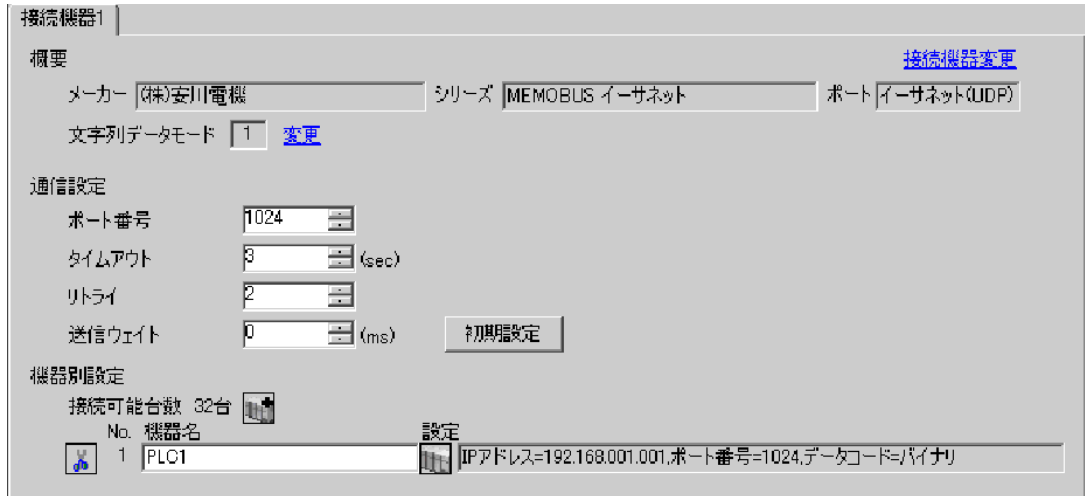 接続機器1
概要 接続機器変更
メーカー (株)安川電機 シリーズ MEMOBUS イーサネット ポート イーサネット(UDP)
文字列データモード 1 変更
通信設定
ポート番号 1024
タイムアウト 3 (sec)
リトライ 2
送信ウェイト 0 (ms) 初期設定
機器別設定
接続可能台数 32台
No. 機器名 設定
1 PLC1 IPアドレス=192.168.001.001,ポート番号=1024,データコード=バイナリ